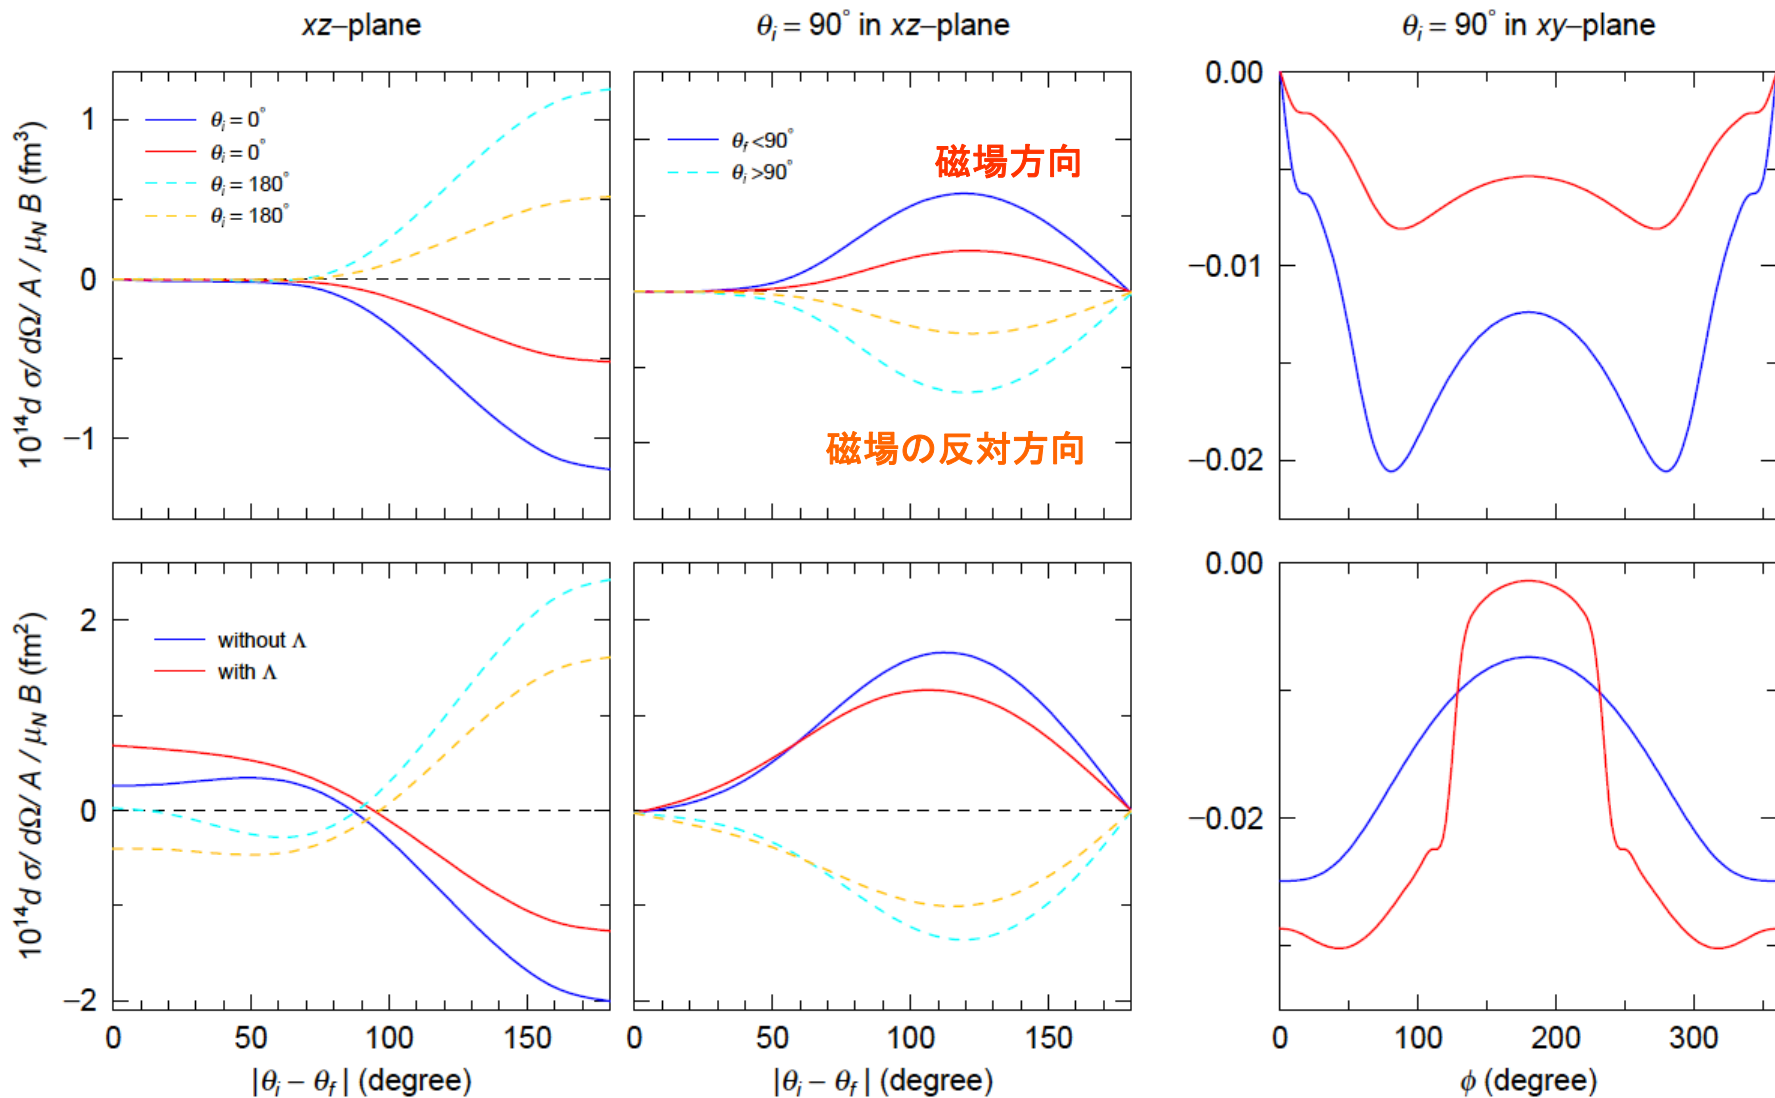 xz–plane
θi = 90° in xz–plane
θi = 90° in xy–plane
10¹⁴d σ/ dΩ/ A / μN B (fm³)
1
0
−1
θi = 0°
θi = 0°
θi = 180°
θi = 180°
θf <90°
θi >90°
磁場方向
磁場の反対方向
0.00
−0.01
−0.02
10¹⁴d σ/ dΩ/ A / μN B (fm²)
2
0
−2
without Λ
with Λ
0.00
−0.02
0 50 100 150
0 50 100 150
0 100 200 300
|θi − θf | (degree)
|θi − θf | (degree)
ϕ (degree)